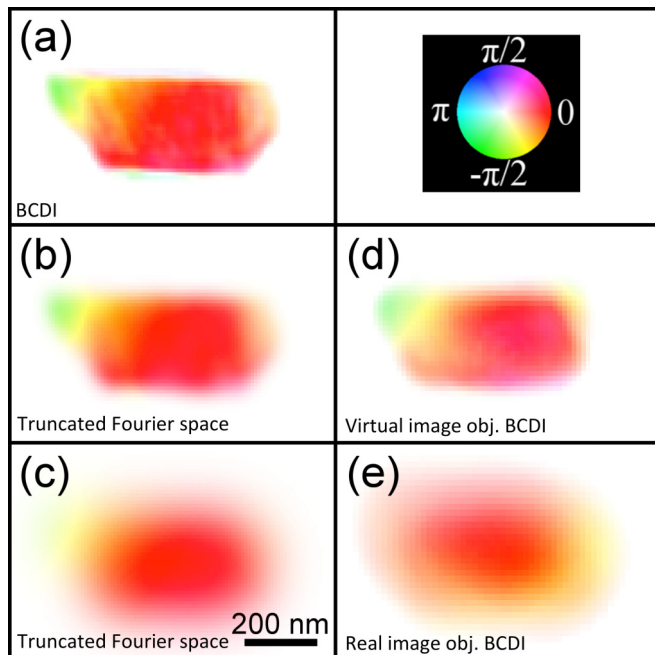 (a)
BCDI
π/2
π
0
-π/2
(b)
Truncated Fourier space
(d)
Virtual image obj. BCDI
(c)
200 nm
Truncated Fourier space
(e)
Real image obj. BCDI